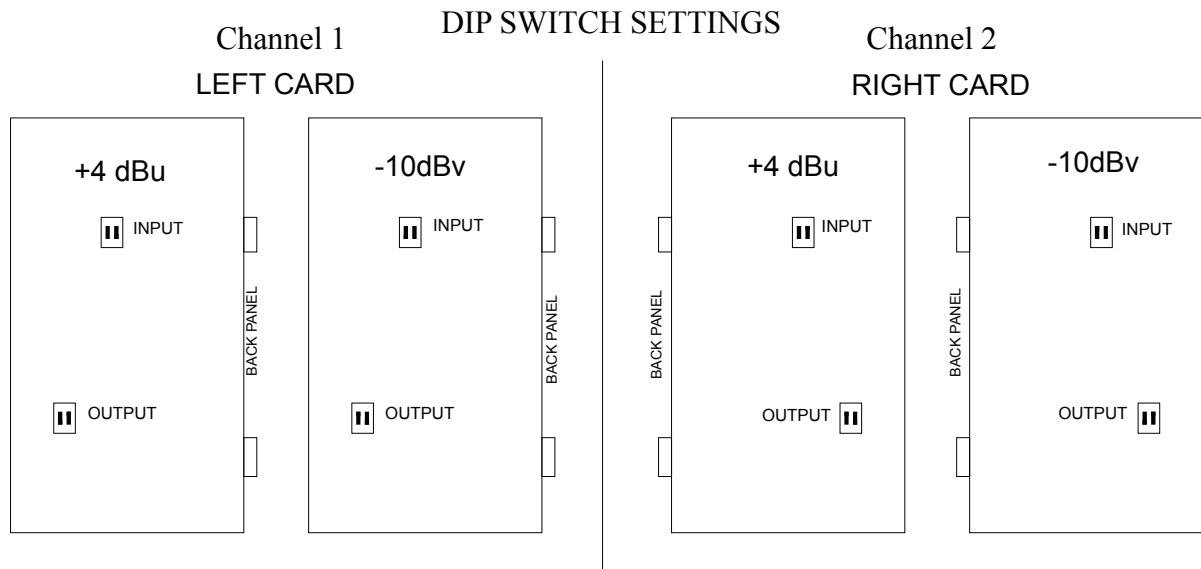 DIP SWITCH SETTINGS
Channel 1
LEFT CARD
+4 dBu
INPUT
OUTPUT
BACK PANEL
-10dBv
INPUT
OUTPUT
BACK PANEL
Channel 2
RIGHT CARD
+4 dBu
INPUT
OUTPUT
BACK PANEL
-10dBv
INPUT
OUTPUT
BACK PANEL